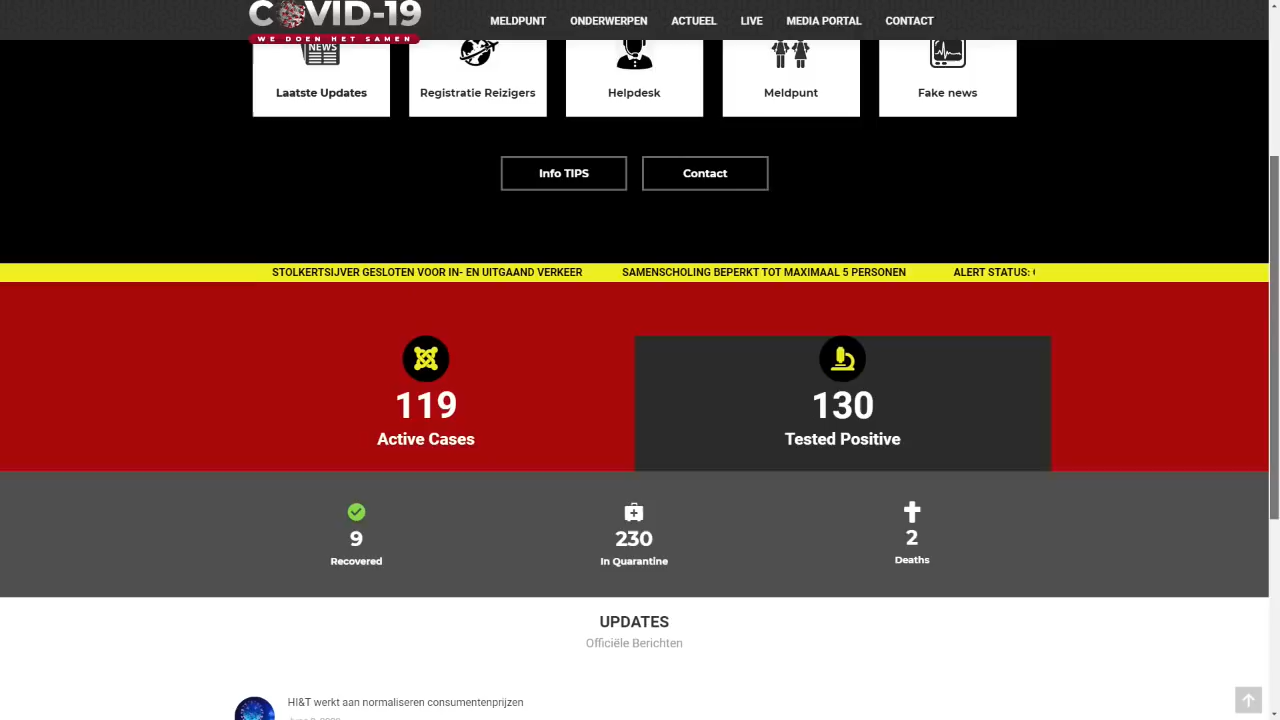 COVID-19
WE DOEN HET SAMEN
MELDPUNT ONDERWERPEN ACTUEEL LIVE MEDIA PORTAL CONTACT
NEWS
Laatste Updates Registratie Reizigers Helpdesk Meldpunt Fake news
Info TIPS Contact
STOLKERTSIJVER GESLOTEN VOOR IN- EN UITGAAND VERKEER SAMENSCHOLING BEPERKT TOT MAXIMAAL 5 PERSONEN ALERT STATUS:
119 130
Active Cases Tested Positive
9 230 2
Recovered In Quarantine Deaths
UPDATES
Officiële Berichten
HI&T werkt aan normaliseren consumentenprijzen